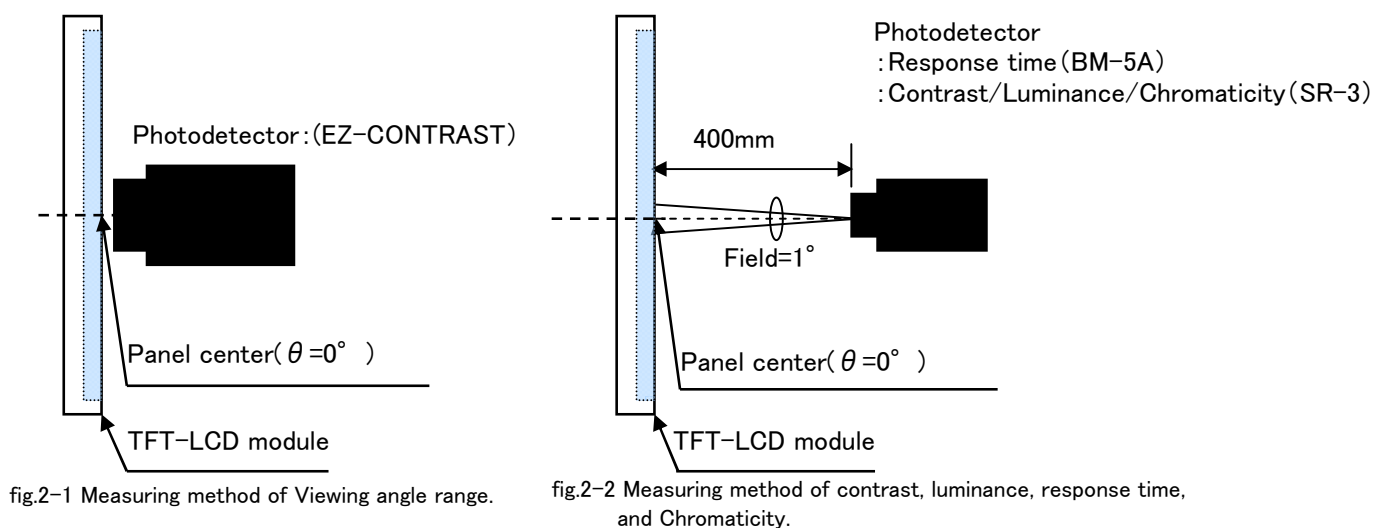 Photodetector:(EZ-CONTRAST)
Panel center(θ=0° )
TFT-LCD module
fig.2-1 Measuring method of Viewing angle range.
Photodetector
:Response time(BM-5A)
:Contrast/Luminance/Chromaticity(SR-3)
400mm
Field=1°
Panel center(θ=0° )
TFT-LCD module
fig.2-2 Measuring method of contrast, luminance, response time,
and Chromaticity.